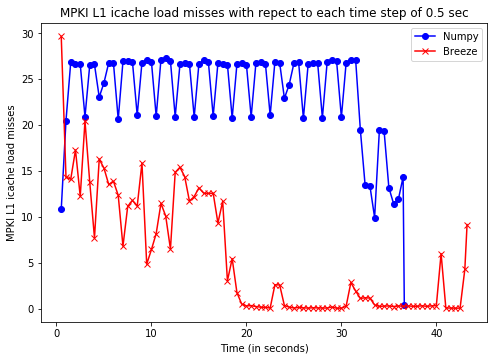 MPKI L1 icache load misses with repect to each time step of 0.5 sec
Numpy
Breeze
MPKI L1 icache load misses
30
25
20
15
10
5
0
0
10
20
30
40
Time (in seconds)